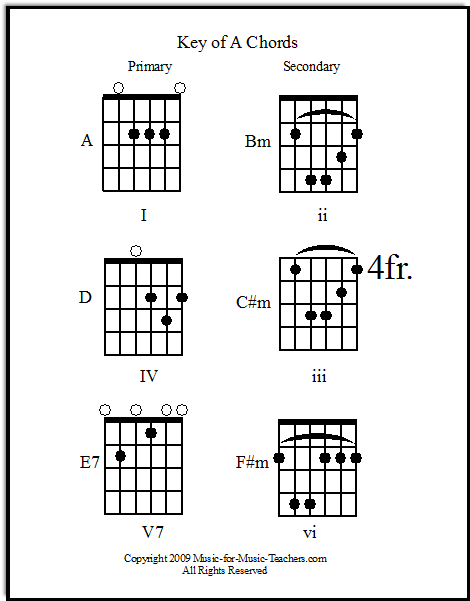 Key of A Chords
Primary
Secondary
A
Bm
I
ii
D
C#m
4fr.
IV
iii
E7
F#m
V7
vi
Copyright 2009 Music-for-Music-Teachers.com
All Rights Reserved